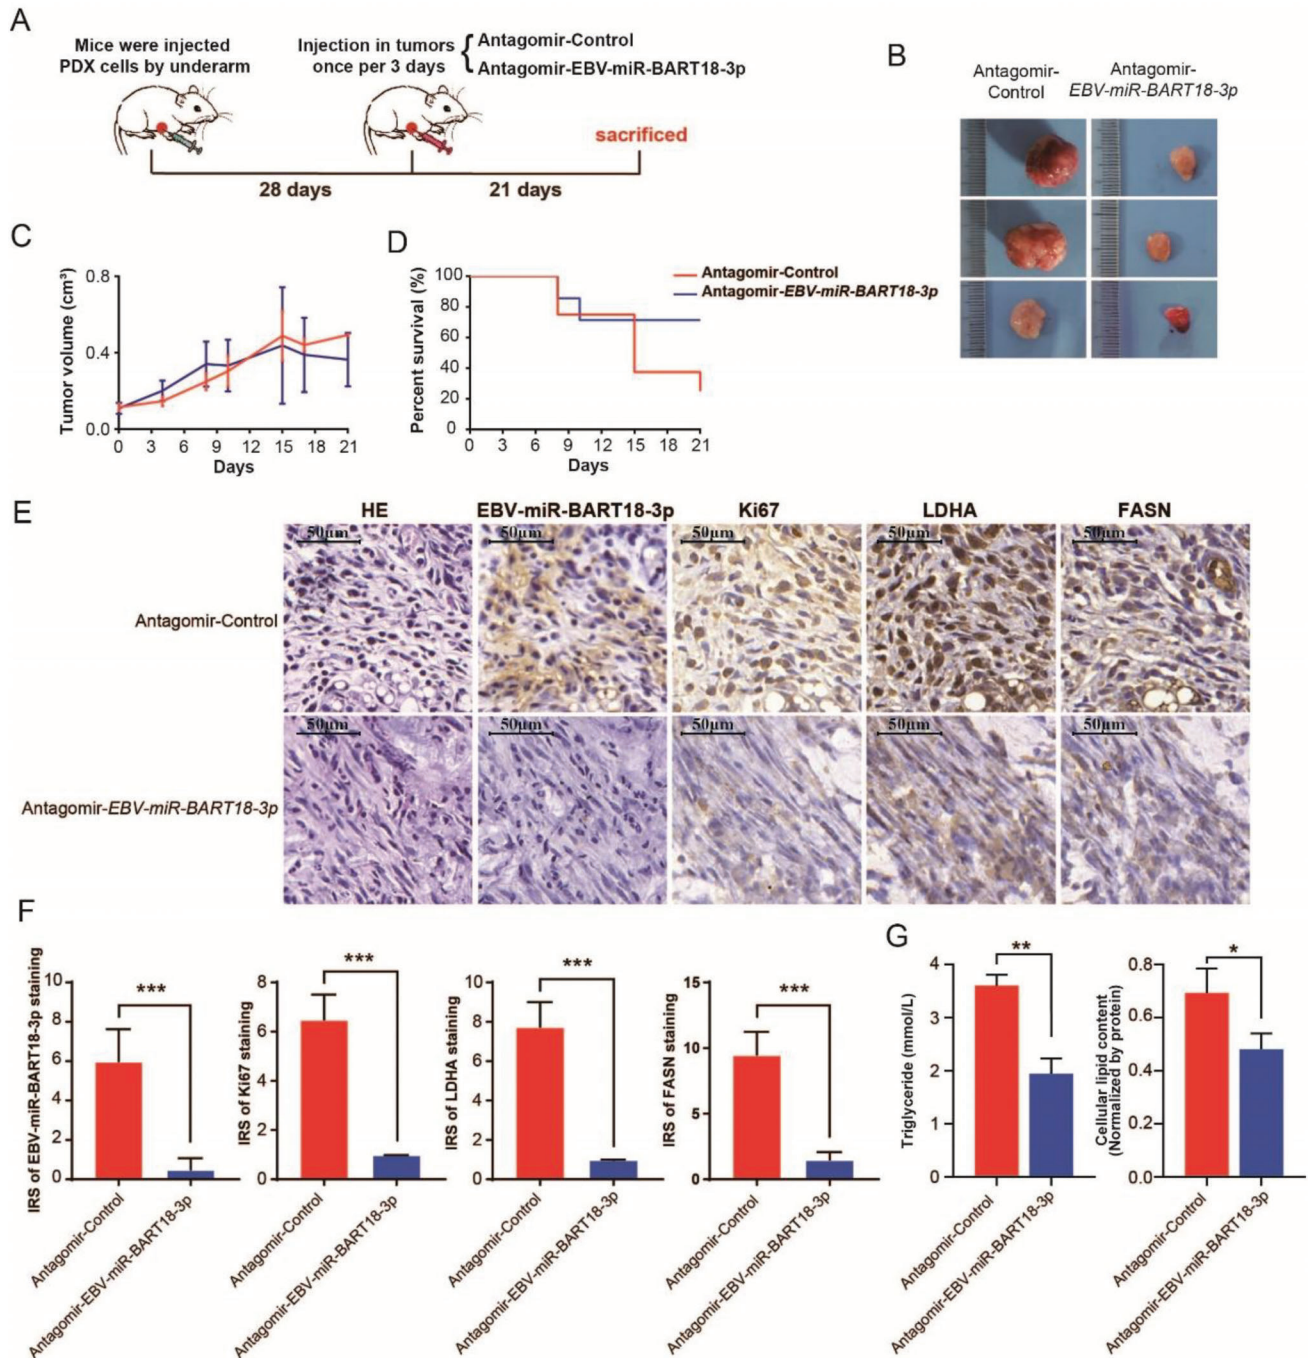 A
Mice were injected
PDX cells by underarm
Injection in tumors
once per 3 days
{
Antagomir-Control
Antagomir-EBV-miR-BART18-3p
sacrificed
28 days
21 days
B
Antagomir-
Control
Antagomir-
EBV-miR-BART18-3p
C
Tumor volume (cm³)
0.8
0.4
0.0
0 3 6 9 12 15 18 21
Days
D
Percent survival (%)
100
80
60
40
20
0
0 3 6 9 12 15 18 21
Days
Antagomir-Control
Antagomir-EBV-miR-BART18-3p
E
HE EBV-miR-BART18-3p Ki67 LDHA FASN
Antagomir-Control
50μm 50μm 50μm 50μm 50μm
Antagomir-EBV-miR-BART18-3p
50μm 50μm 50μm 50μm 50μm
F
IRS of EBV-miR-BART18-3p staining
10
8
6
4
2
0
***
Antagomir-Control
Antagomir-EBV-miR-BART18-3p
IRS of Ki67 staining
8
6
4
2
0
***
Antagomir-Control
Antagomir-EBV-miR-BART18-3p
IRS of LDHA staining
10
8
6
4
2
0
***
Antagomir-Control
Antagomir-EBV-miR-BART18-3p
IRS of FASN staining
15
10
5
0
***
Antagomir-Control
Antagomir-EBV-miR-BART18-3p
G
Triglyceride (mmol/L)
4
3
2
1
0
**
Antagomir-Control
Antagomir-EBV-miR-BART18-3p
Cellular lipid content
(Normalized by protein)
0.8
0.6
0.4
0.2
0.0
*
Antagomir-Control
Antagomir-EBV-miR-BART18-3p